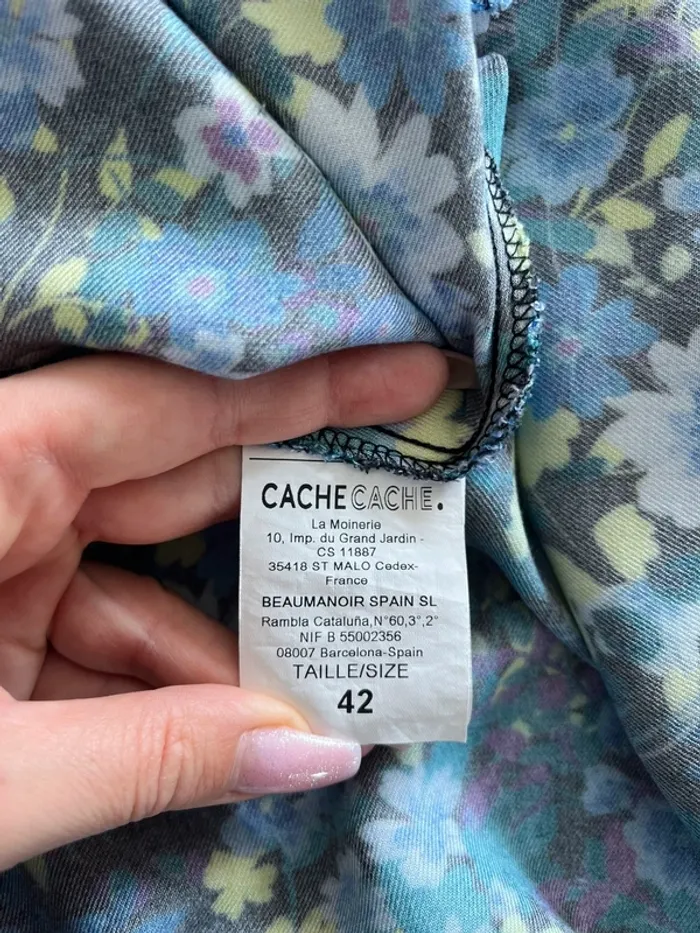 CACHE CACHE.
La Moinerie
10, Imp. du Grand Jardin -
CS 11887
35418 ST MALO Cedex-
France
BEAUMANOIR SPAIN SL
Rambla Cataluña,N°60,3°,2°
NIF B 55002356
08007 Barcelona-Spain
TAILLE/SIZE
42